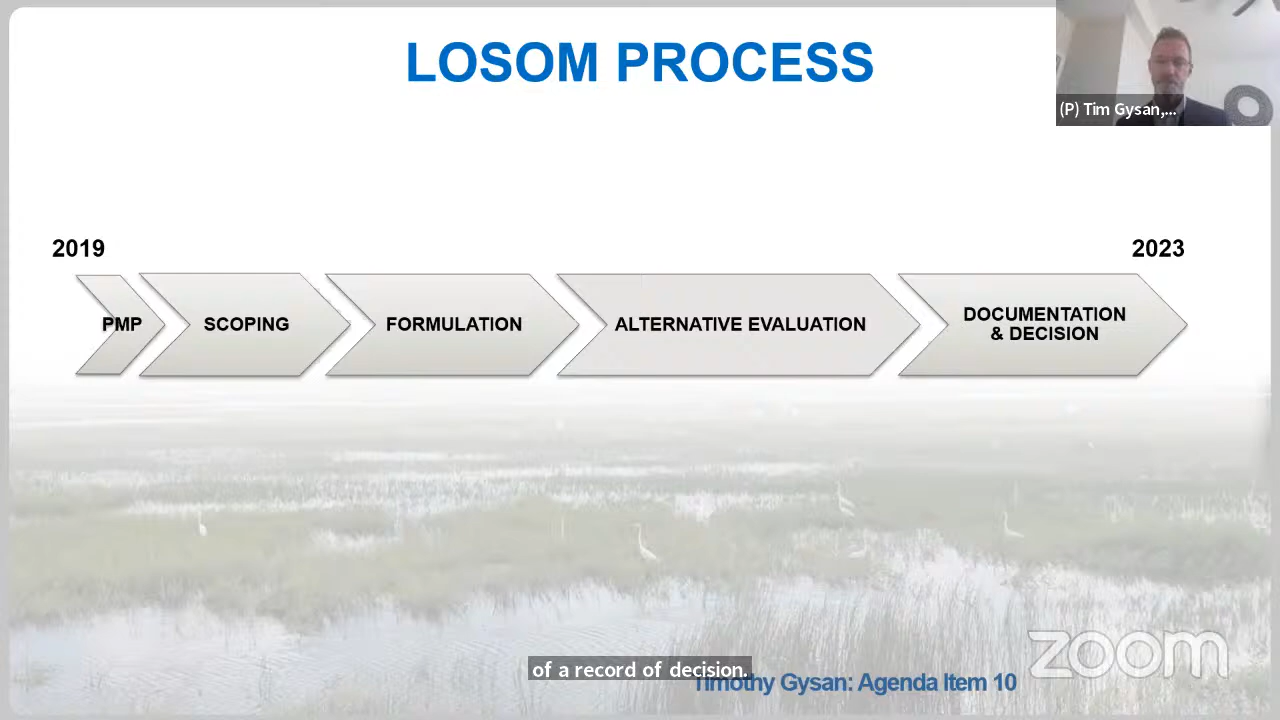 LOSOM PROCESS
(P) Tim Gysan,...
2019
2023
PMP
SCOPING
FORMULATION
ALTERNATIVE EVALUATION
DOCUMENTATION
& DECISION
zoom
of a record of decision.
Timothy Gysan: Agenda Item 10